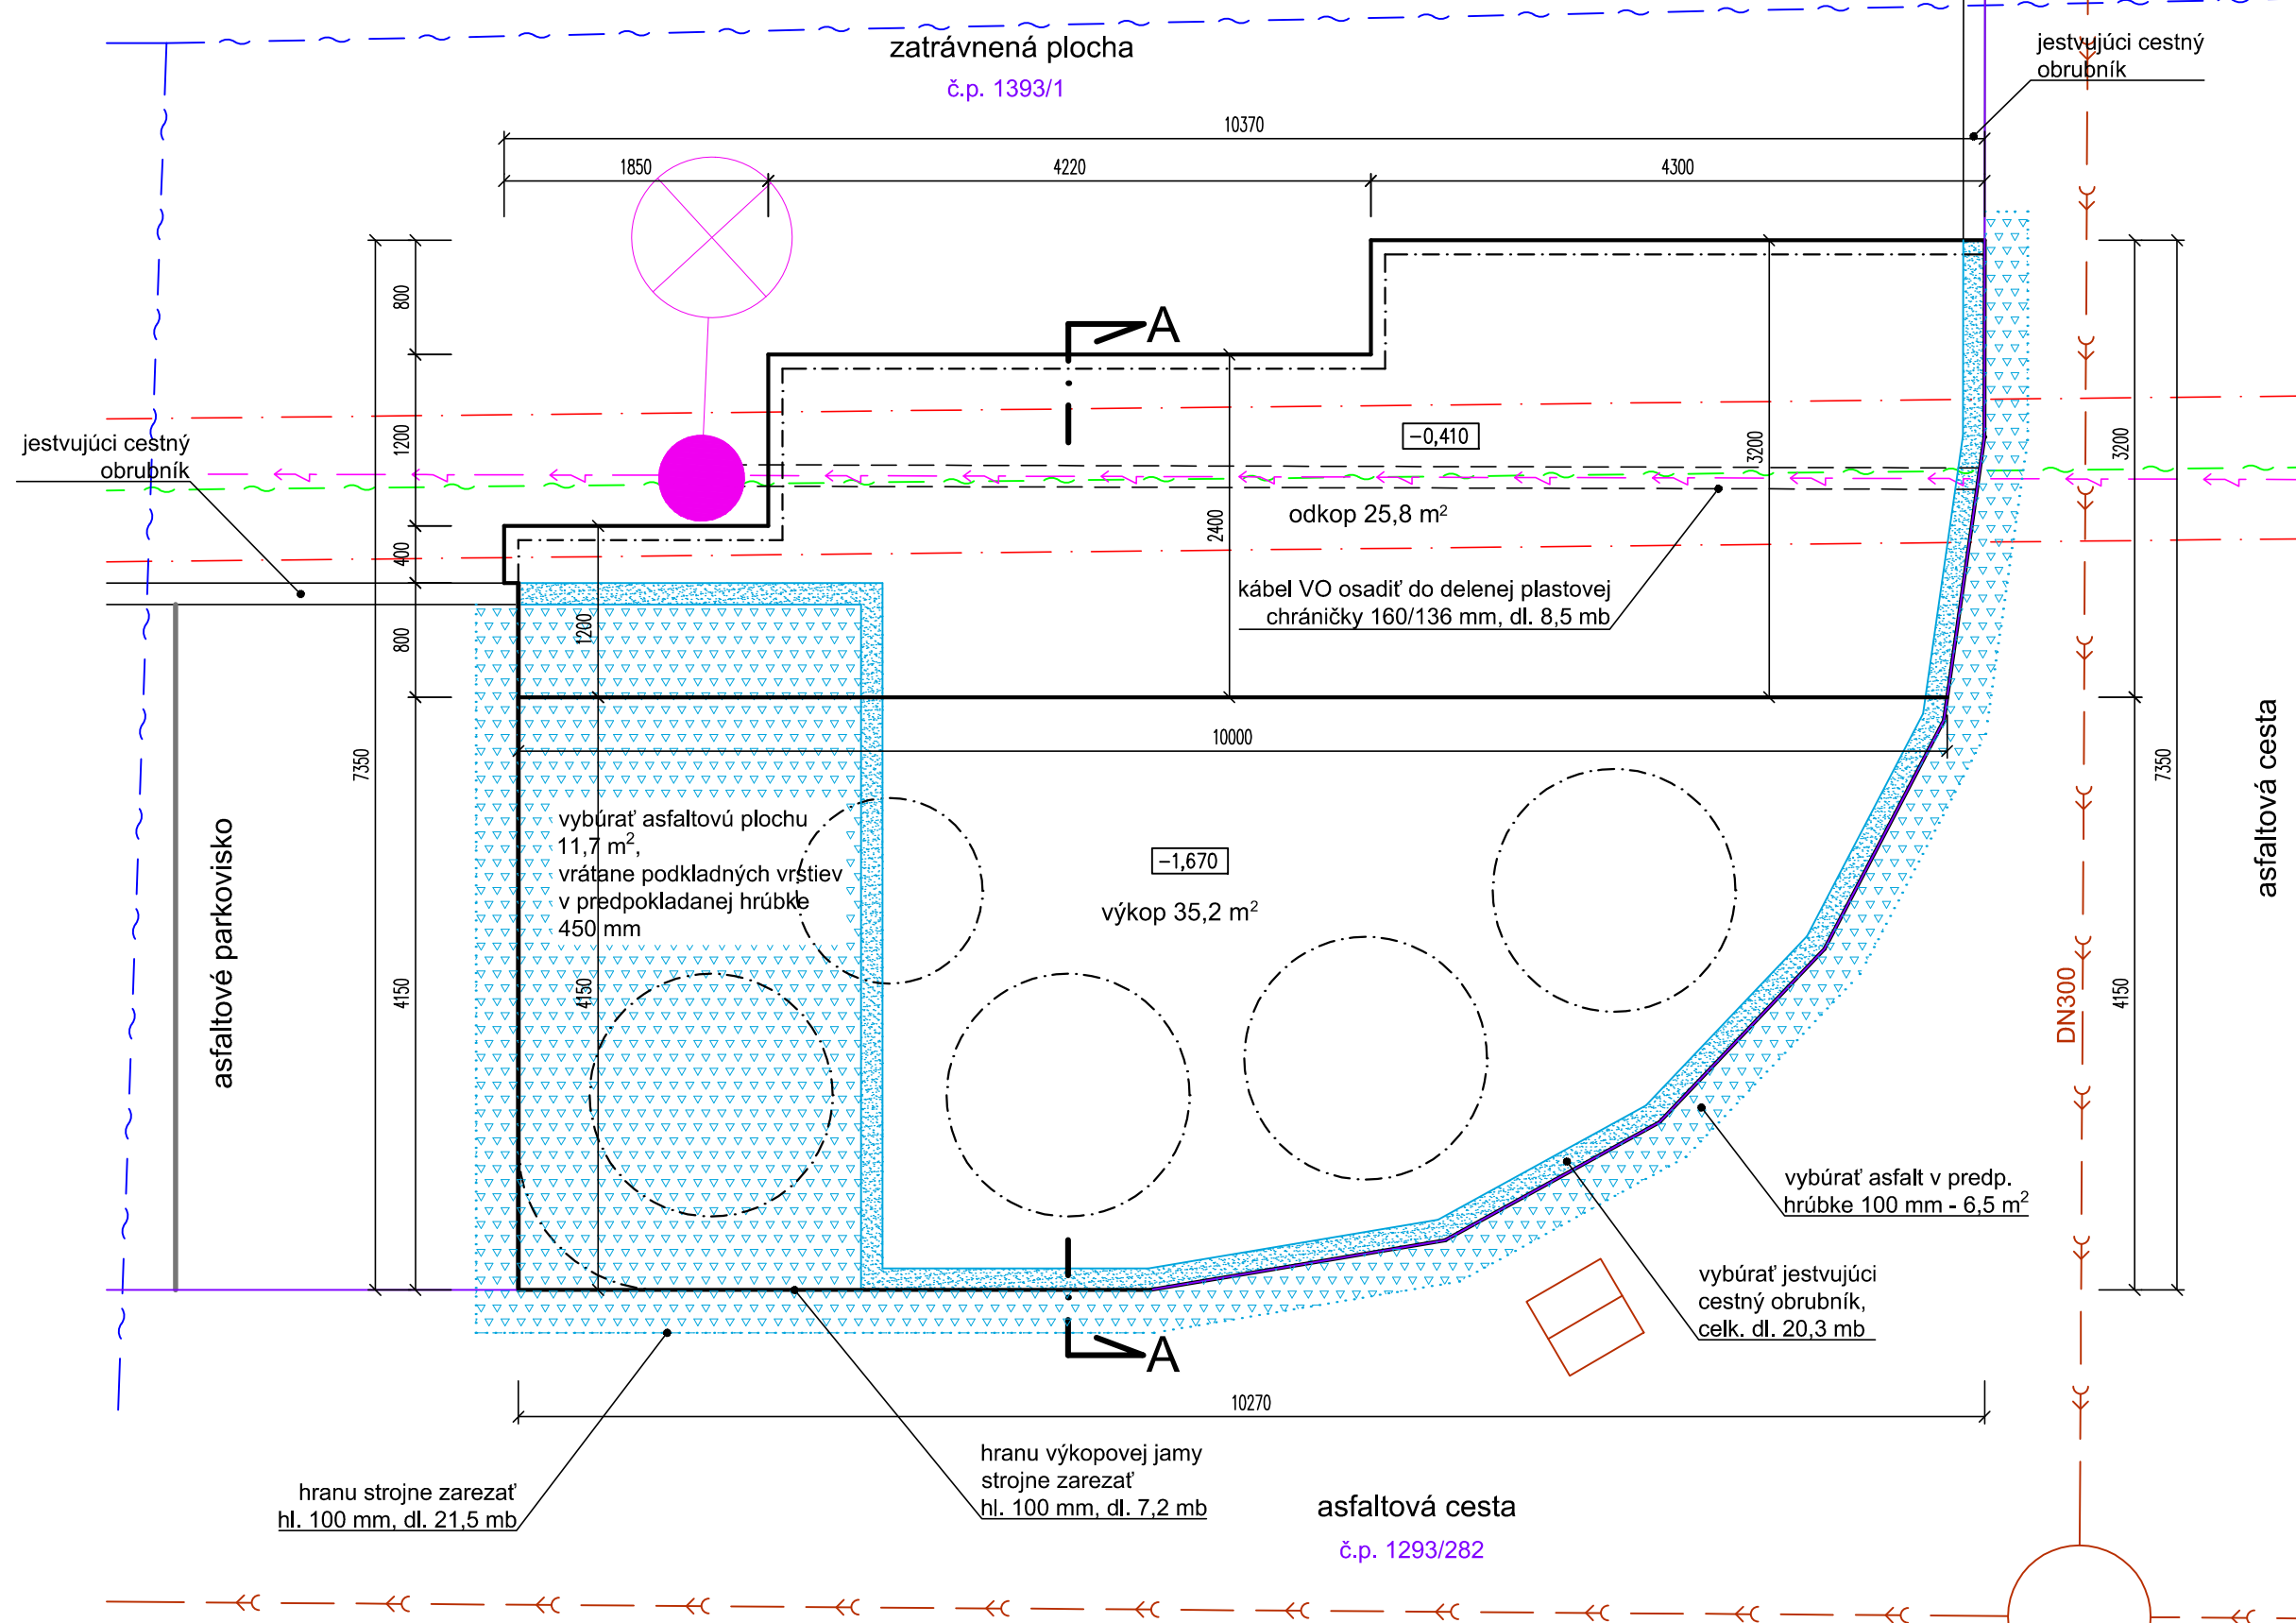 zatrávnená plocha
č.p. 1393/1
jestvujúci cestný
obrubník
10370
1850
4220
4300
800
A
jestvujúci cestný
obrubník
1200
−0,410
3200
3200
odkop 25,8 m²
2400
400
kábel VO osadiť do delenej plastovej
chráničky 160/136 mm, dl. 8,5 mb
800
1200
7350
10000
7350
asfaltová cesta
vybúrať asfaltovú plochu
11,7 m²,
vrátane podkladných vrstiev
v predpokladanej hrúbke
450 mm
−1,670
výkop 35,2 m²
asfaltové parkovisko
4150
4150
4150
DN300
vybúrať asfalt v predp.
hrúbke 100 mm - 6,5 m²
vybúrať jestvujúci
cestný obrubník,
celk. dl. 20,3 mb
A
10270
hranu výkopovej jamy
strojne zarezať
hl. 100 mm, dl. 7,2 mb
hranu strojne zarezať
hl. 100 mm, dl. 21,5 mb
asfaltová cesta
č.p. 1293/282